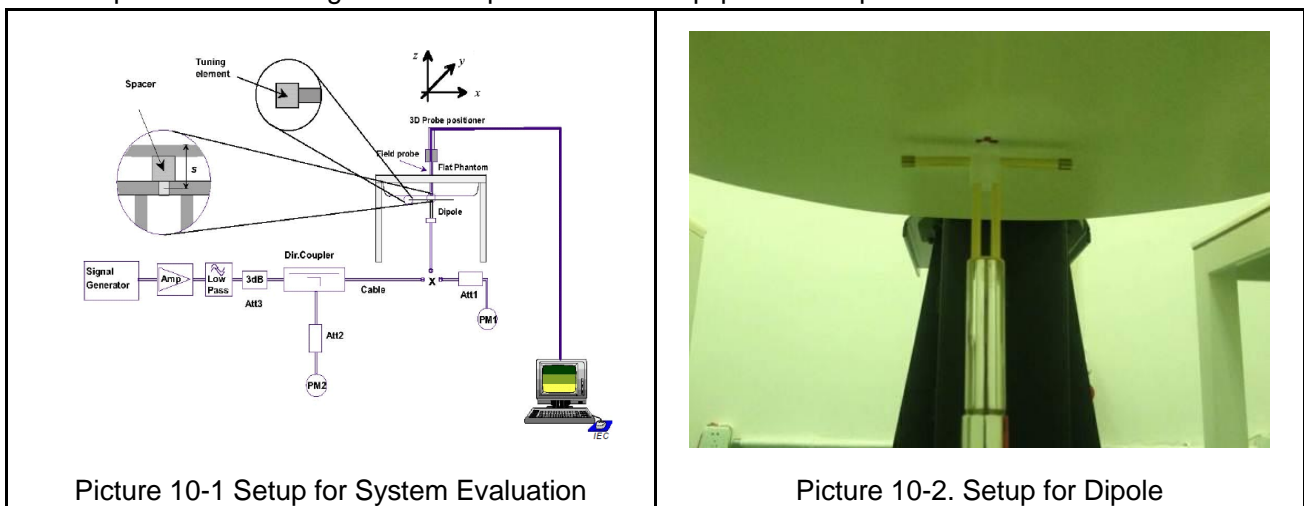 Tuning
element
Spacer
s
z
y
x
3D Probe positioner
Field probe
Flat Phantom
Dipole
Signal
Generator
Amp
Low
Pass
3dB
Att3
Dir.Coupler
Cable
x
Att1
PM1
Att2
PM2
IEC
Picture 10-1 Setup for System Evaluation
Picture 10-2. Setup for Dipole